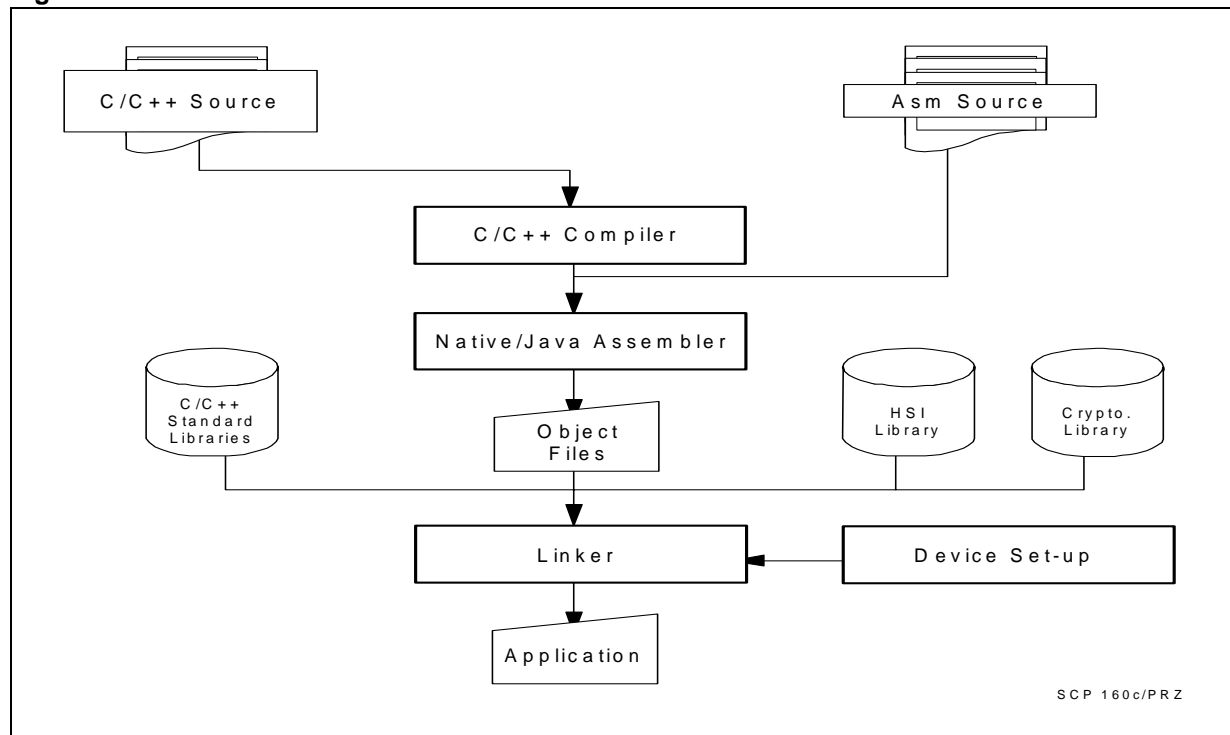 C/C++ Source
Asm Source
C/C++ Compiler
Native/Java Assembler
C/C++
Standard
Libraries
Object
Files
HSI
Library
Crypto.
Library
Linker
Device Set-up
Application
SCP 160c/PRZ